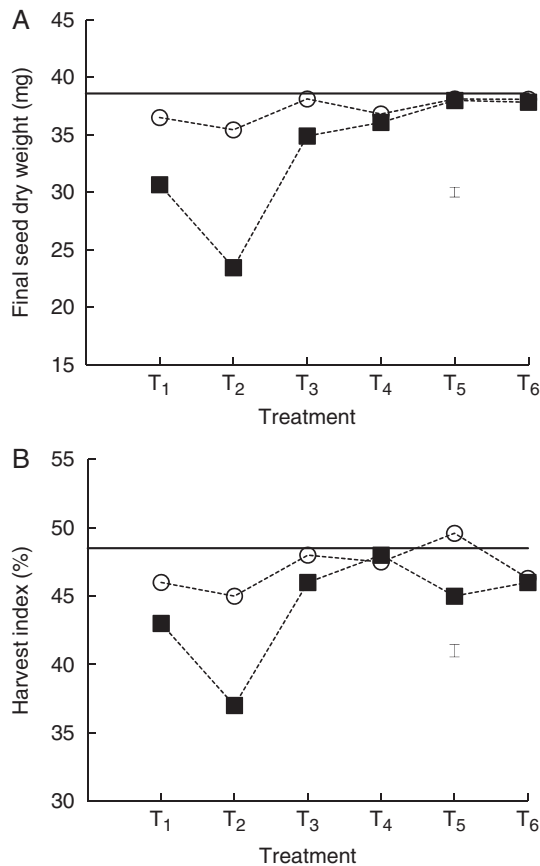 A
Final seed dry weight (mg)
45
40
35
30
25
23
15
T₁ T₂ T₃ T₄ T₅ T₆
Treatment
B
Harvest index (%)
55
50
45
40
35
30
T₁ T₂ T₃ T₄ T₅ T₆
Treatment